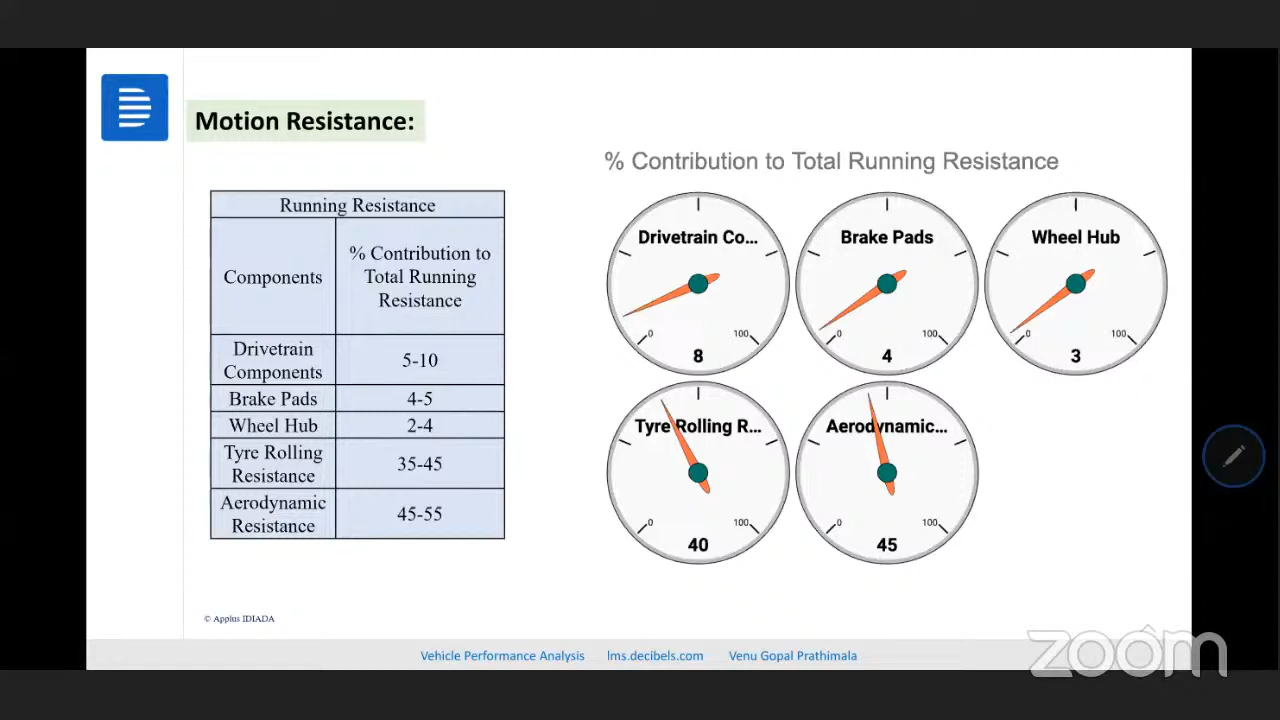 Motion Resistance:
Running Resistance
Components
% Contribution to
Total Running
Resistance
Drivetrain
Components
5-10
Brake Pads
4-5
Wheel Hub
2-4
Tyre Rolling
Resistance
35-45
Aerodynamic
Resistance
45-55
% Contribution to Total Running Resistance
Drivetrain Co...
0
100
8
Brake Pads
0
100
4
Wheel Hub
0
100
3
Tyre Rolling R...
0
100
40
Aerodynamic...
0
100
45
© Applus IDIADA
Vehicle Performance Analysis lms.decibels.com Venu Gopal Prathimala
zoom